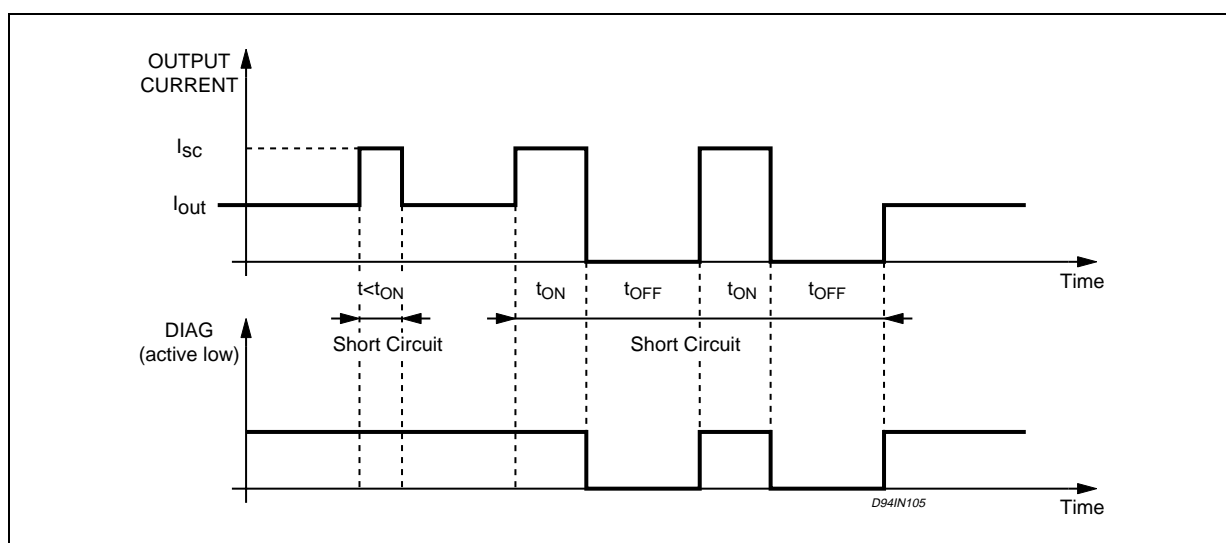 OUTPUT
CURRENT
Isc
Iout
Time
t<tON
tON
tOFF
tON
tOFF
DIAG
(active low)
Short Circuit
Short Circuit
D94IN105
Time